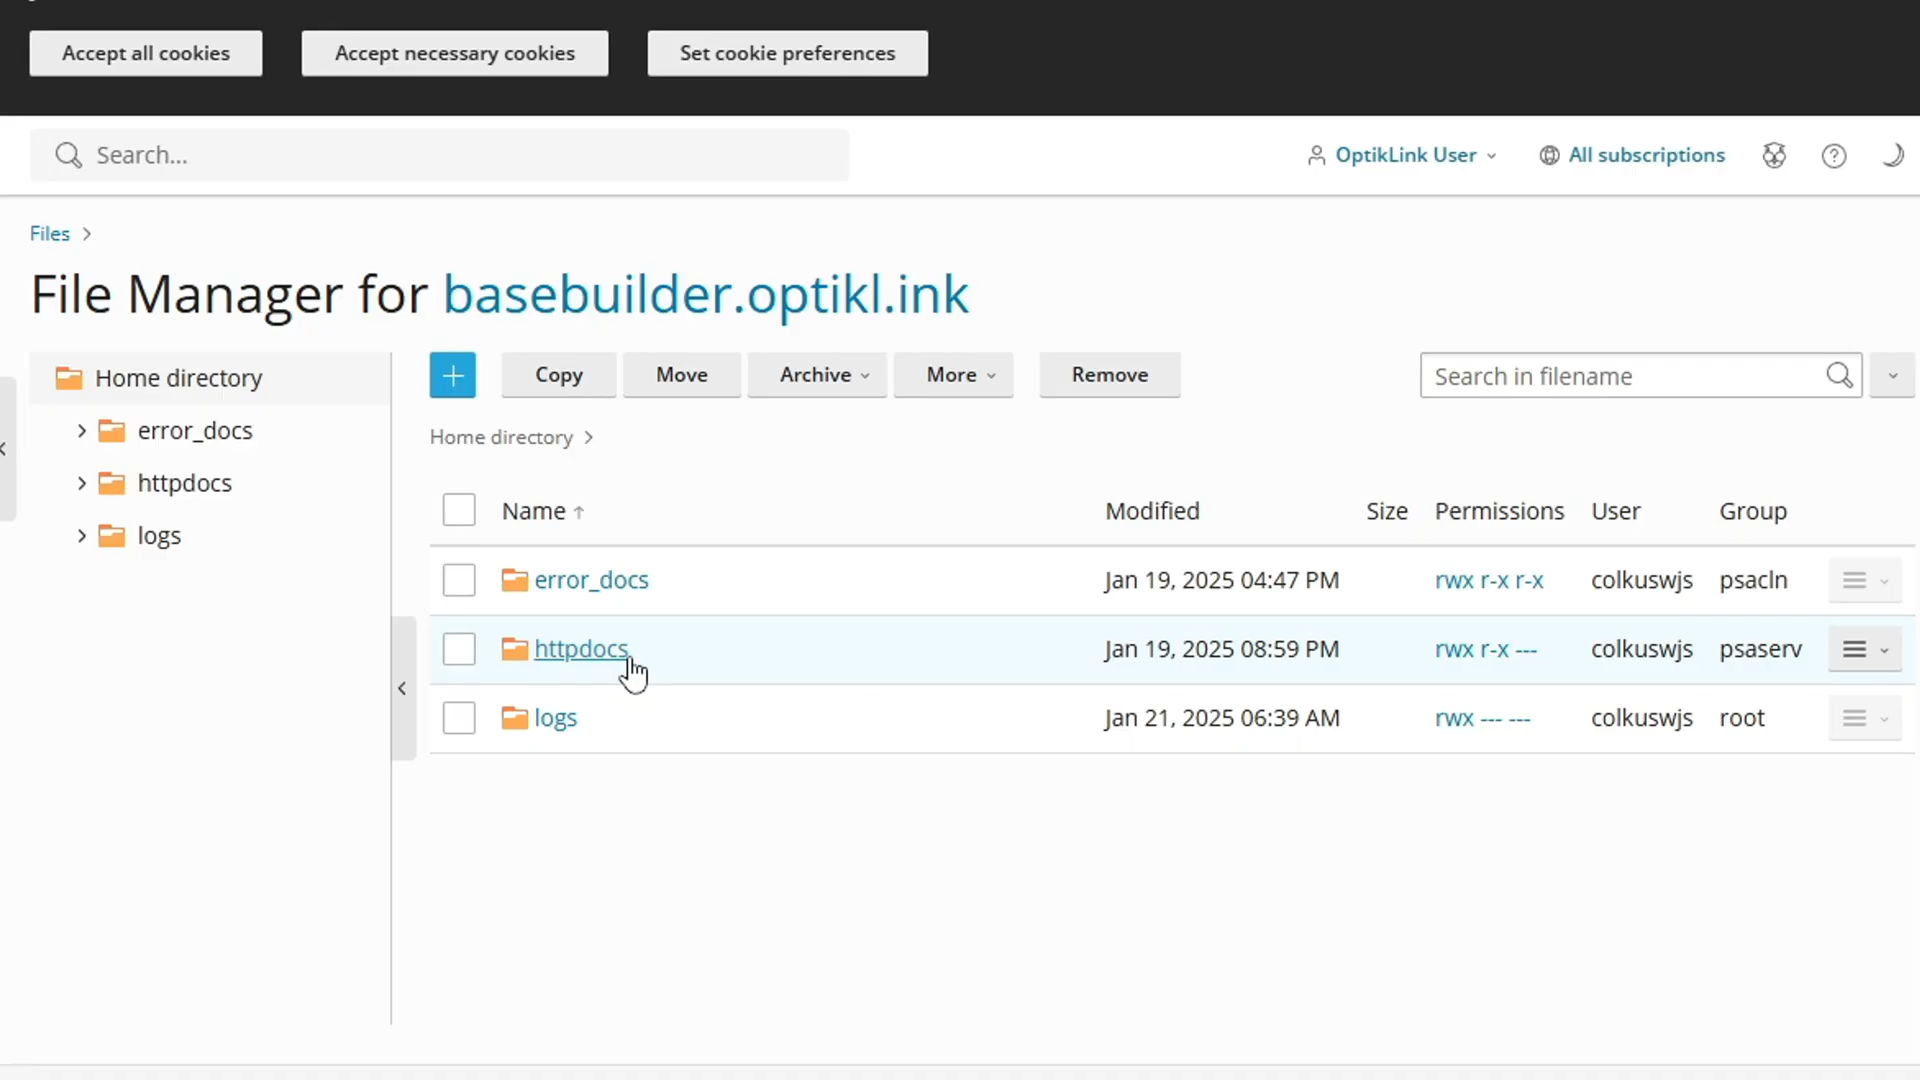 Accept all cookies
Accept necessary cookies
Set cookie preferences
Search...
OptikLink User
All subscriptions
Files
File Manager for basebuilder.optikl.ink
Home directory
error_docs
httpdocs
logs
Copy
Move
Archive
More
Remove
Search in filename
Home directory
Name Modified Size Permissions User Group
error_docs Jan 19, 2025 04:47 PM rwx r-x r-x colkuswjs psacln
httpdocs Jan 19, 2025 08:59 PM rwx r-x --- colkuswjs psaserv
logs Jan 21, 2025 06:39 AM rwx --- --- colkuswjs root